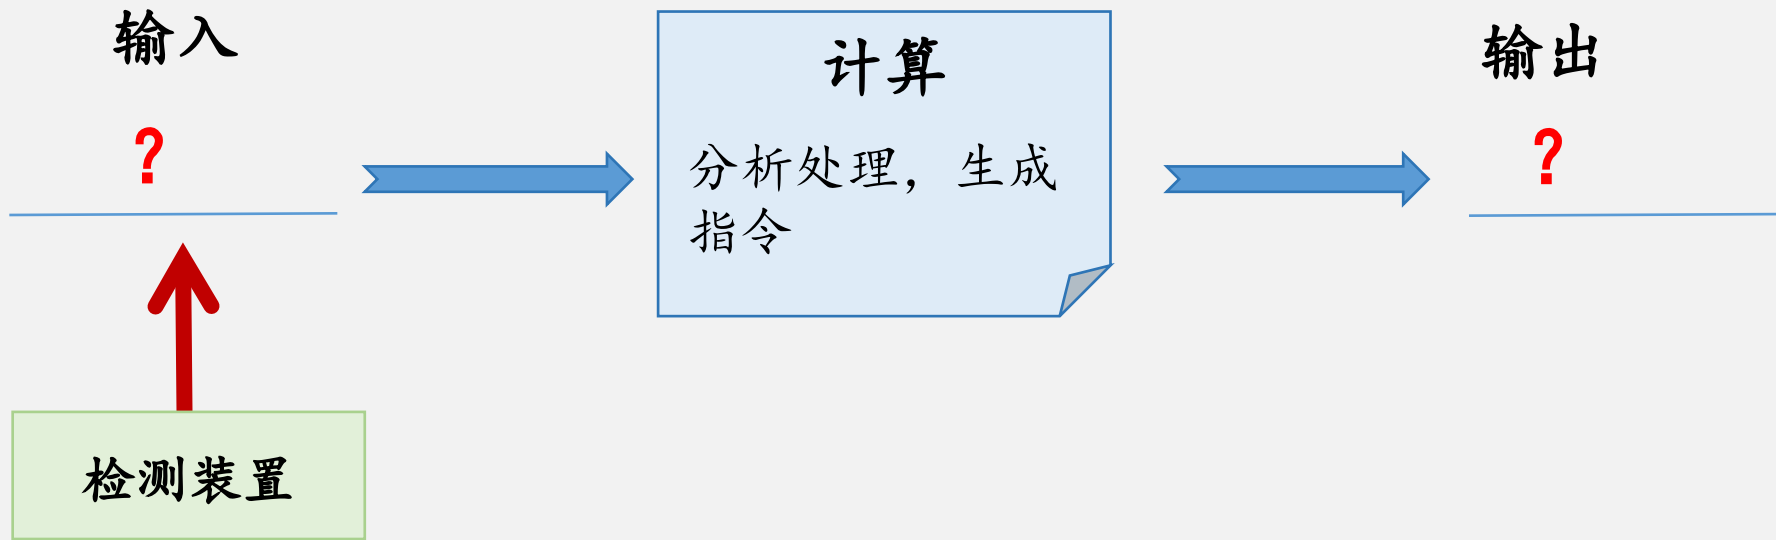 输入
计算
输出
?
?
分析处理，生成
指令
检测装置